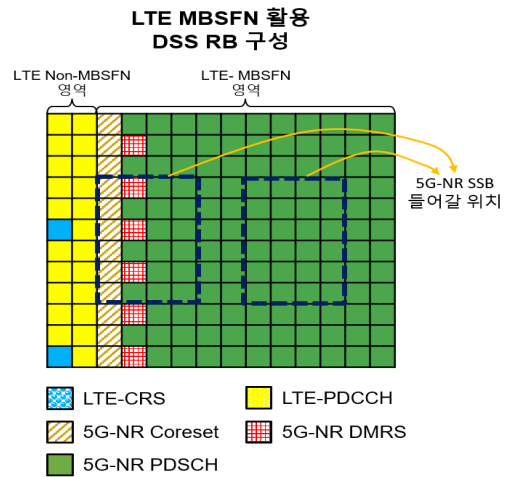 LTE MBSFN 활용
DSS RB 구성
LTE Non-MBSFN
영역
LTE- MBSFN
영역
5G-NR SSB
들어갈 위치
LTE-CRS
LTE-PDCCH
5G-NR Coreset
5G-NR DMRS
5G-NR PDSCH